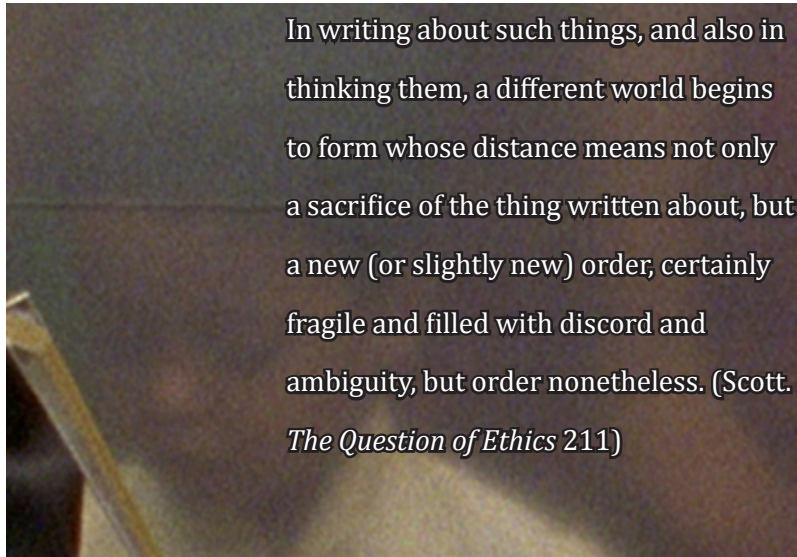 In writing about such things, and also in
thinking them, a different world begins
to form whose distance means not only
a sacrifice of the thing written about, but
a new (or slightly new) order, certainly
fragile and filled with discord and
ambiguity, but order nonetheless. (Scott.
The Question of Ethics 211)